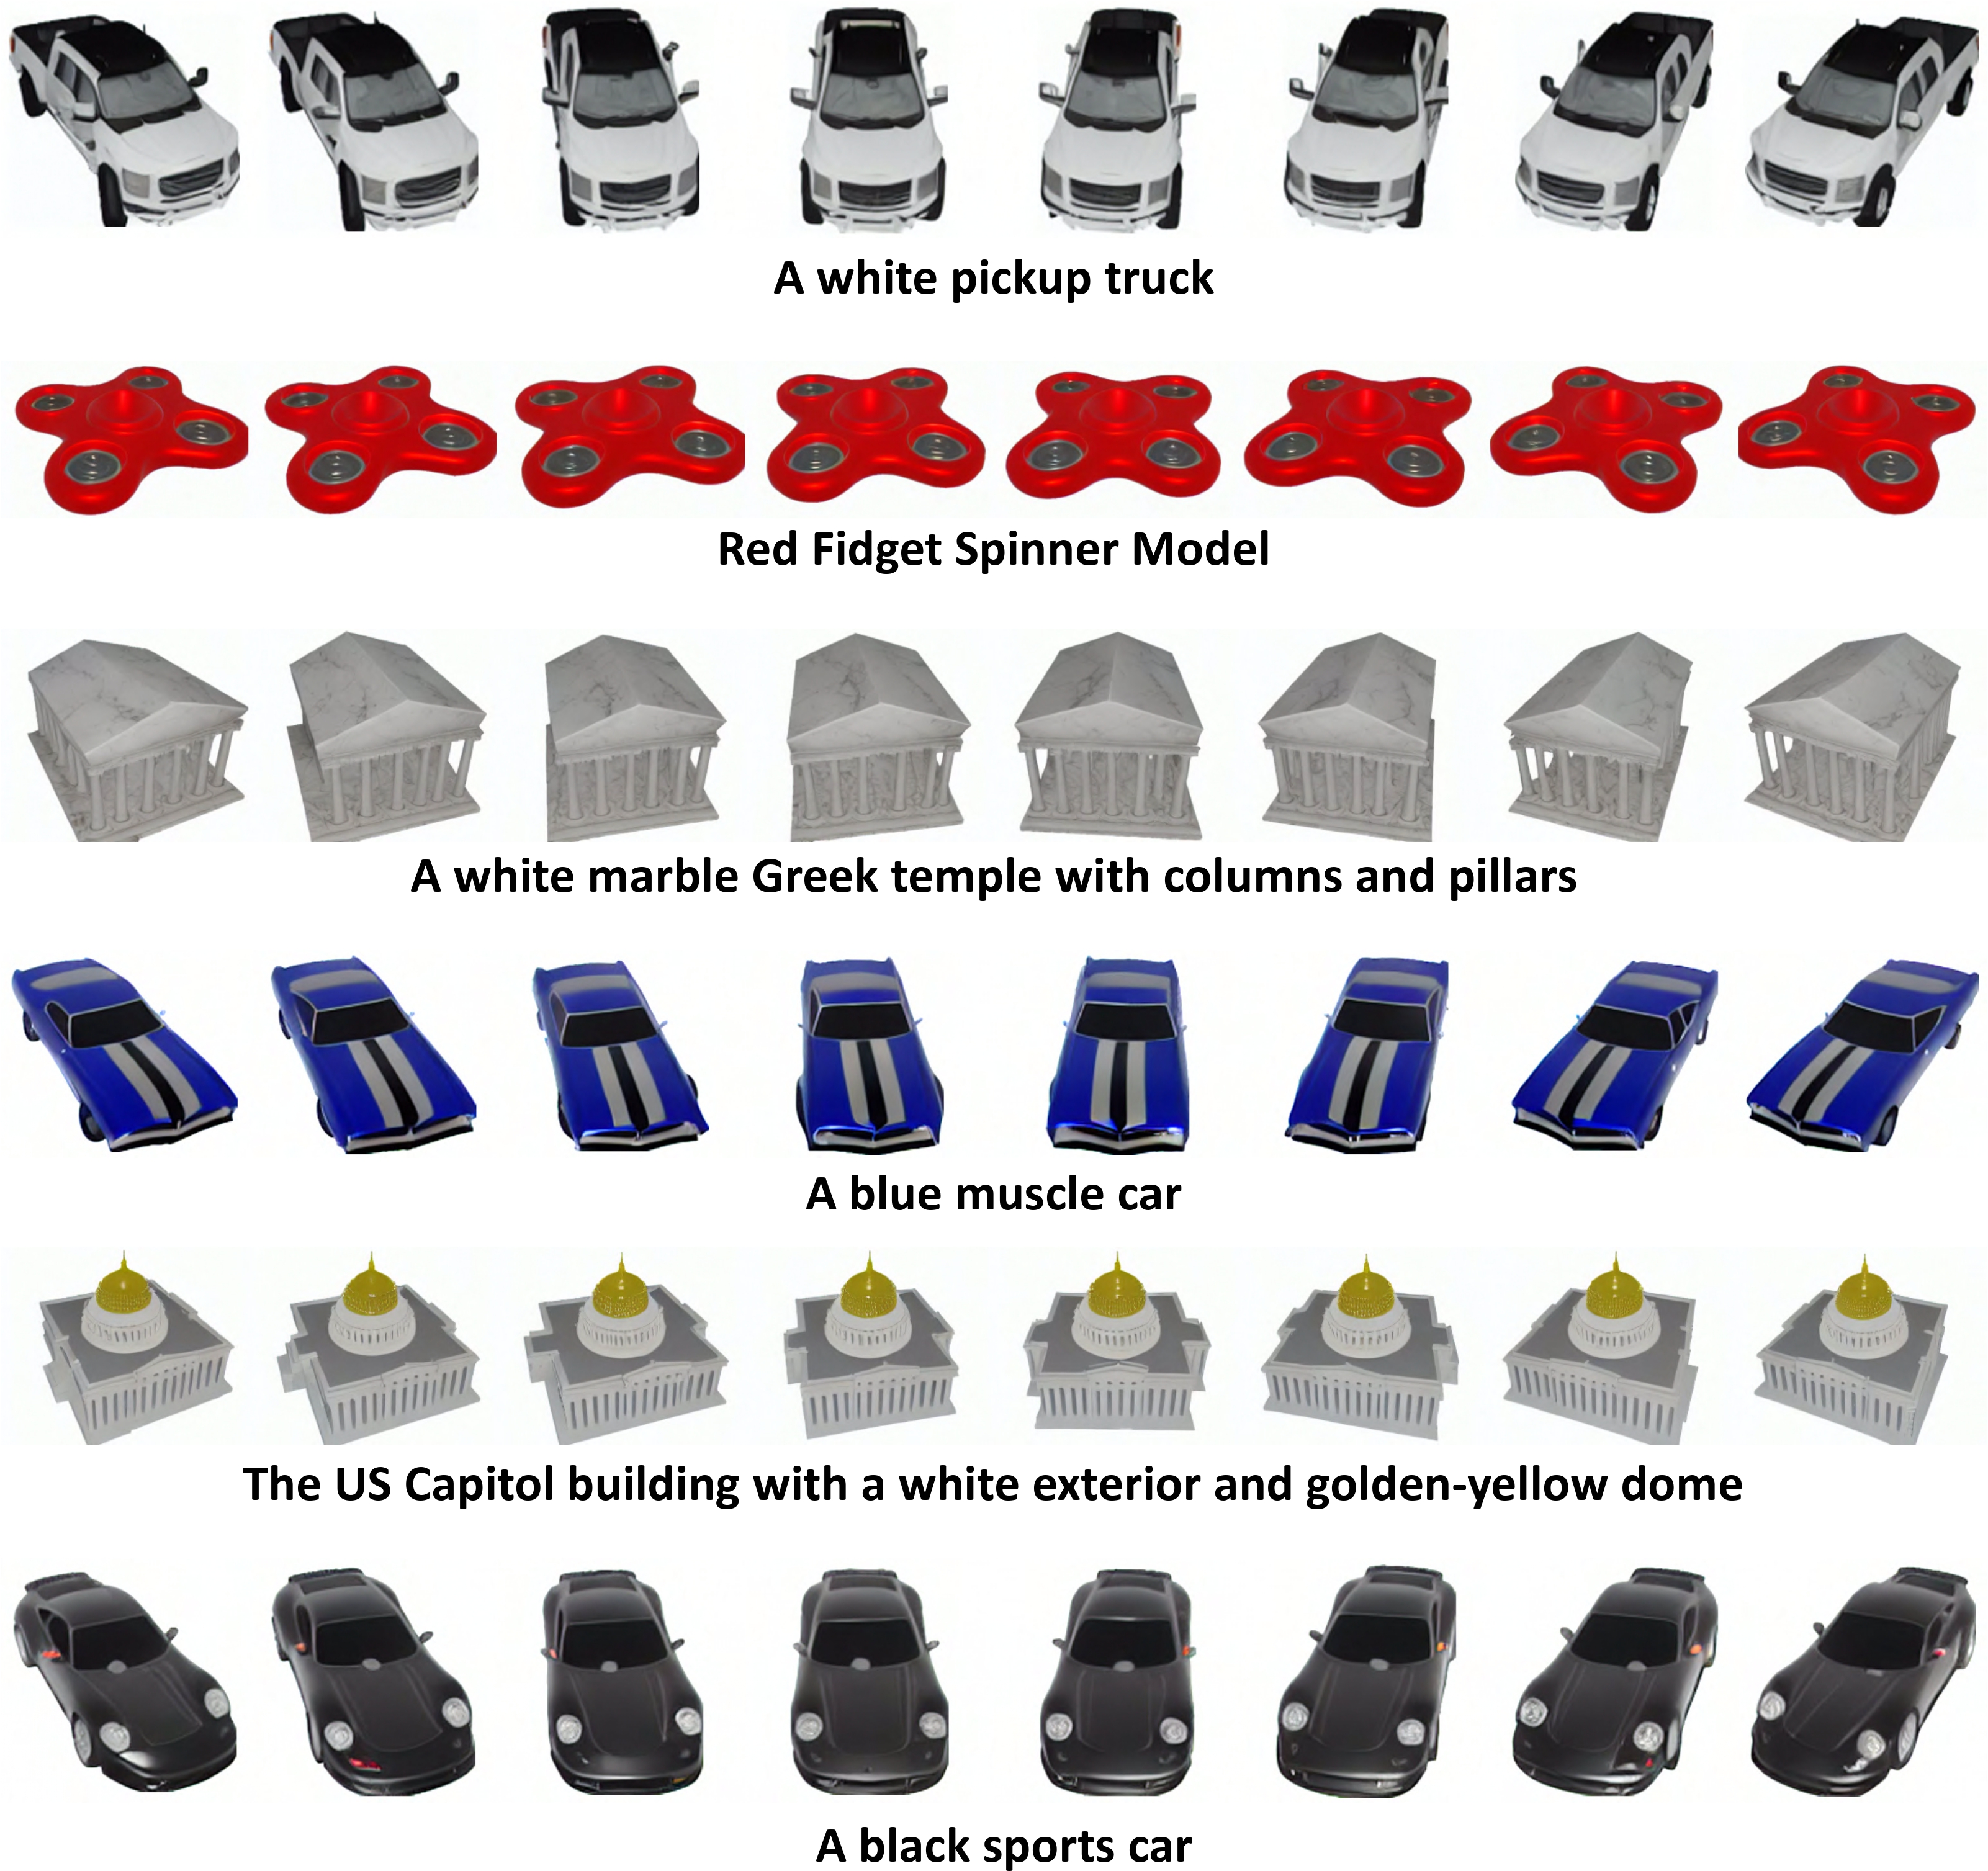 A white pickup truck
Red Fidget Spinner Model
A white marble Greek temple with columns and pillars
A blue muscle car
The US Capitol building with a white exterior and golden-yellow dome
A black sports car